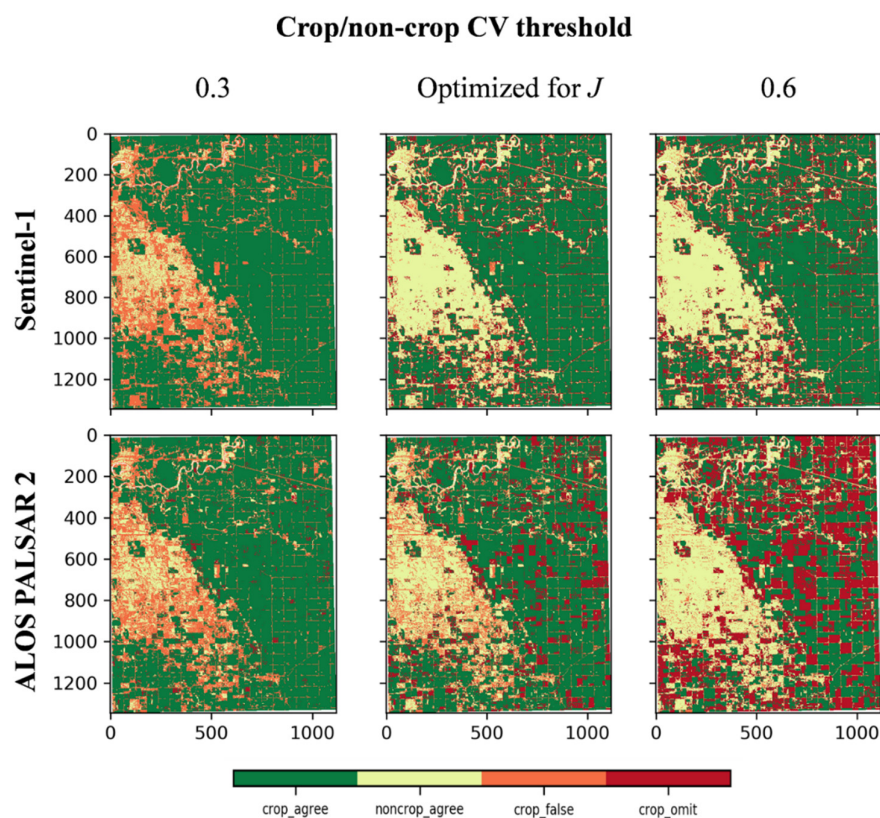 Crop/non-crop CV threshold
0.3 Optimized for J 0.6
Sentinel-1
0
200
400
600
800
1000
1200
ALOS PALSAR 2
0
200
400
600
800
1000
1200
0 500 1000 0 500 1000 0 500 1000
crop_agree noncrop_agree crop_false crop_omit